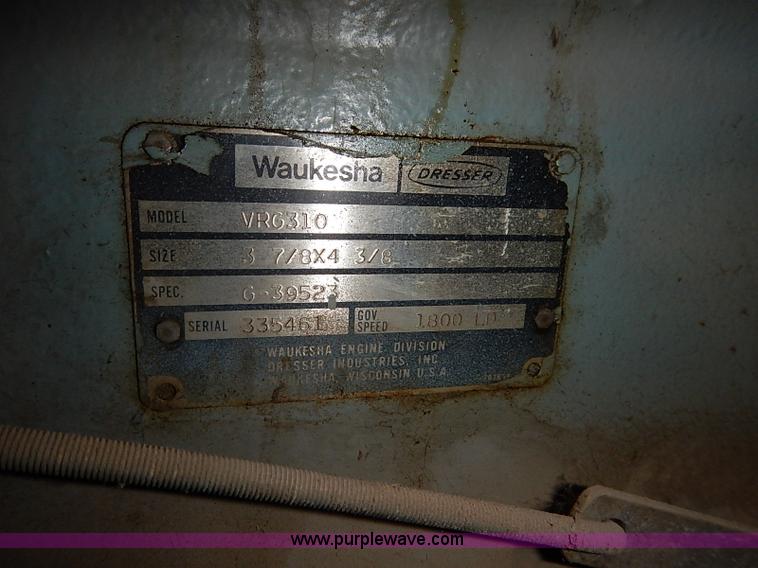 Waukesha DRESSER
MODEL VRG310
SIZE 3 7/8X4 3/8
SPEC. G-39523
SERIAL 335461 GOV. SPEED 1800 LD
WAUKESHA ENGINE DIVISION
DRESSER INDUSTRIES, INC.
WAUKESHA, WISCONSIN U.S.A.
www.purplewave.com